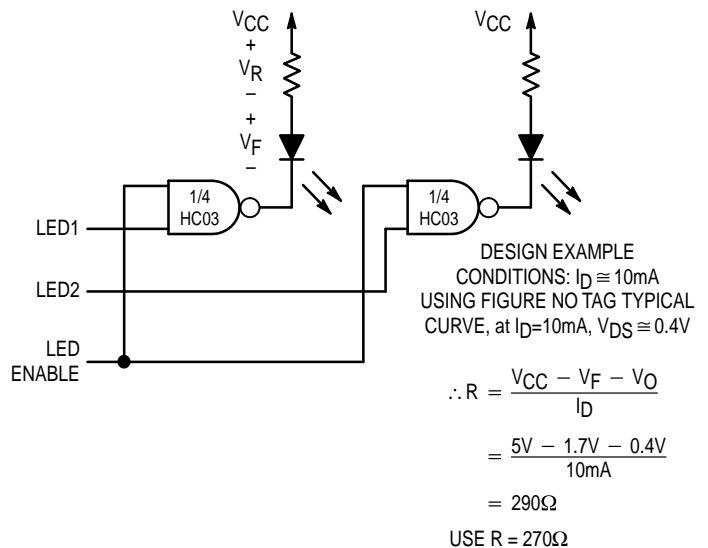 VCC
+
VR
−
+
VF
−
VCC
1/4
HC03
1/4
HC03
LED1
LED2
LED
ENABLE
DESIGN EXAMPLE
CONDITIONS: ID ≅ 10mA
USING FIGURE NO TAG TYPICAL
CURVE, at ID=10mA, VDS ≅ 0.4V
∴ R = (VCC − VF − VO) / ID
= (5V − 1.7V − 0.4V) / 10mA
= 290Ω
USE R = 270Ω